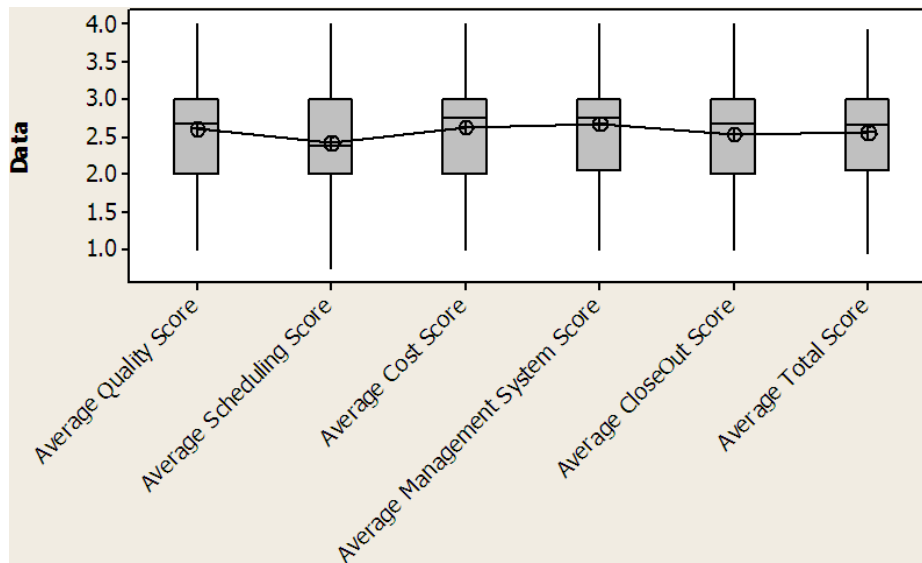 Data
4.0
3.5
3.0
2.5
2.0
1.5
1.0
Average Quality Score
Average Scheduling Score
Average Cost Score
Average Management System Score
Average CloseOut Score
Average Total Score